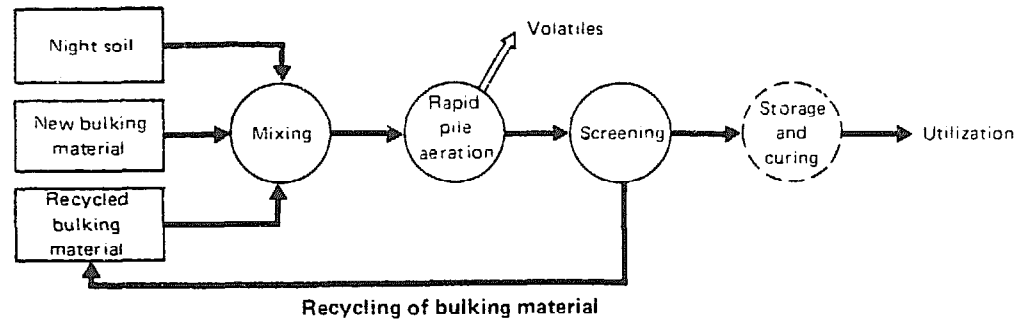 Night soil
New bulking
material
Recycled
bulking
material
Mixing
Rapid
pile
aeration
Volatiles
Screening
Storage
and
curing
Utilization
Recycling of bulking material